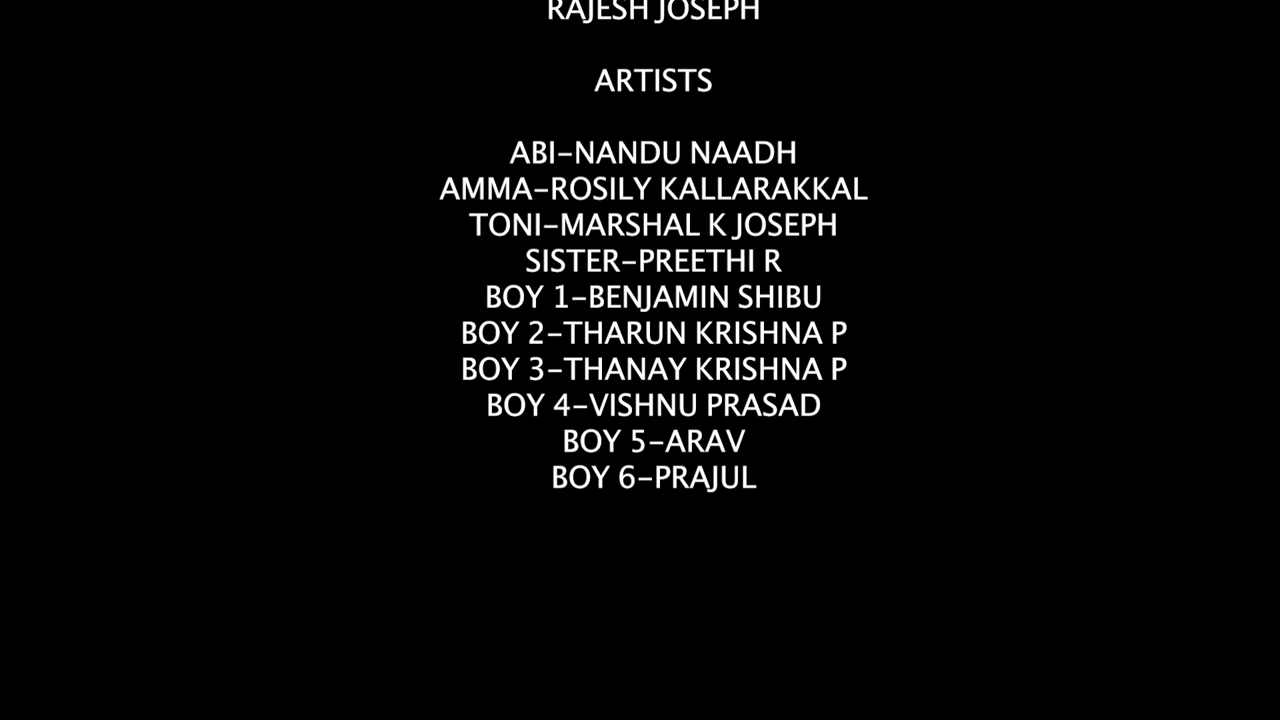 RAJESH JOSEPH
ARTISTS
ABI-NANDU NAADH
AMMA-ROSILY KALLARAKKAL
TONI-MARSHAL K JOSEPH
SISTER-PREETHI R
BOY 1-BENJAMIN SHIBU
BOY 2-THARUN KRISHNA P
BOY 3-THANAY KRISHNA P
BOY 4-VISHNU PRASAD
BOY 5-ARAV
BOY 6-PRAJUL